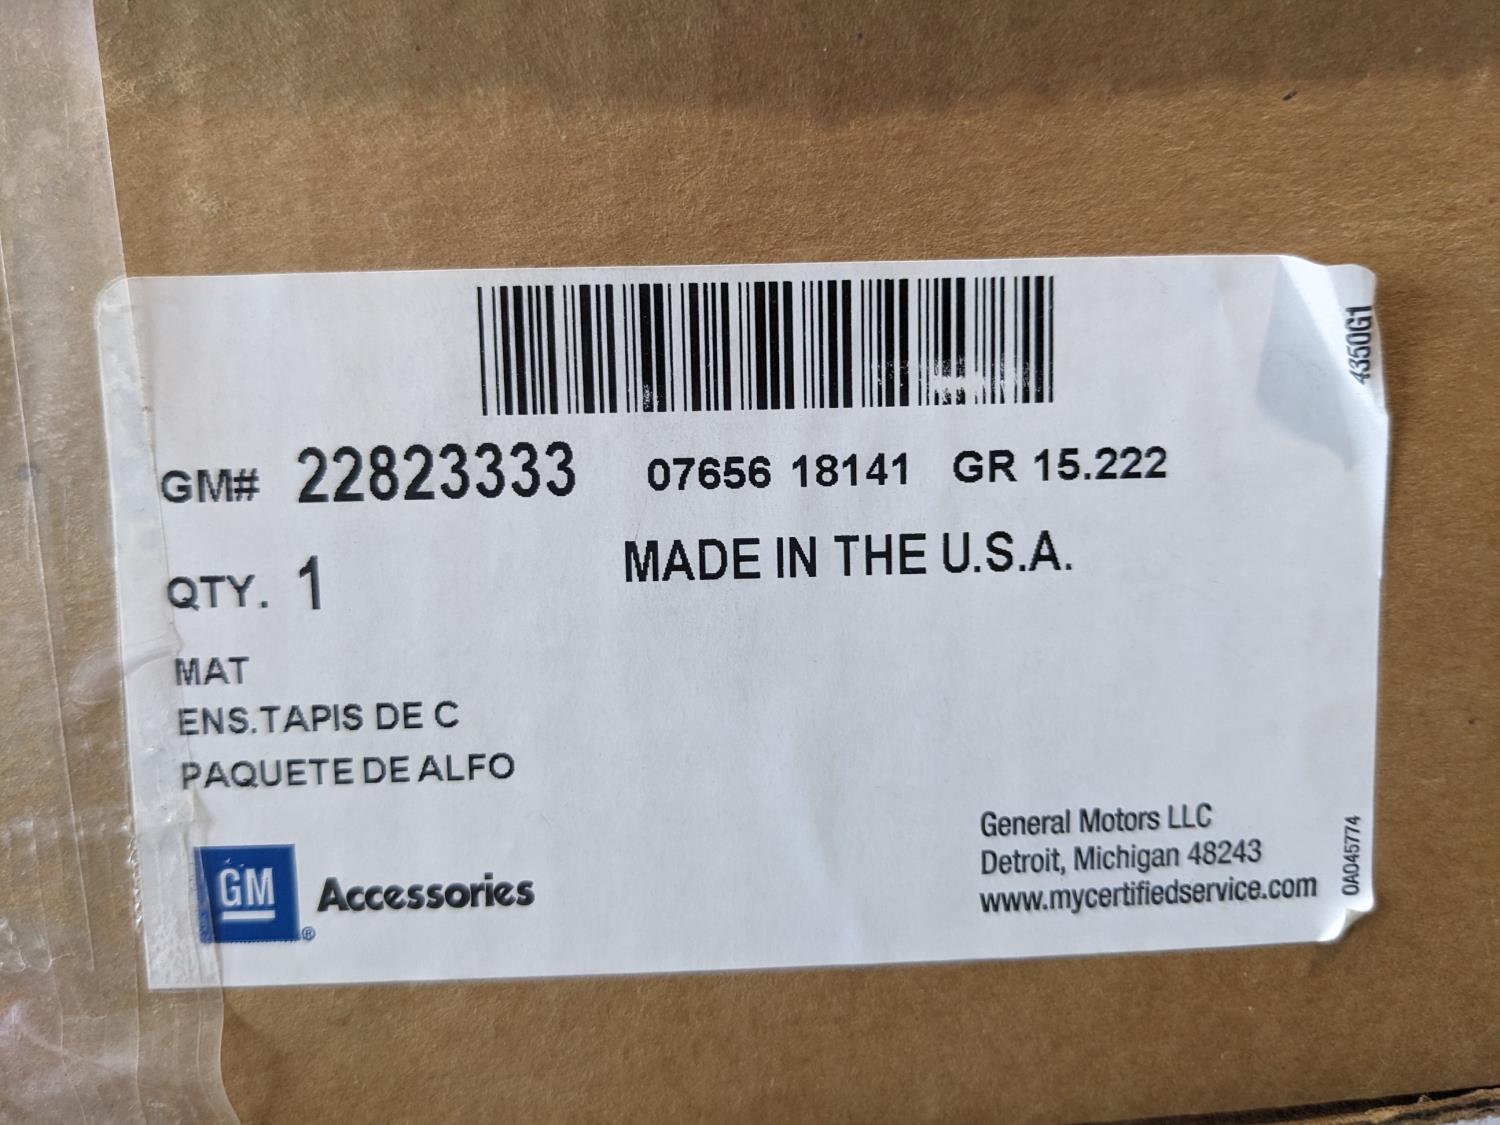 4350G1
GM# 22823333 07656 18141 GR 15.222
QTY. 1 MADE IN THE U.S.A.
MAT
ENS.TAPIS DE C
PAQUETE DE ALFO
GM® Accessories
General Motors LLC
Detroit, Michigan 48243
www.mycertifiedservice.com
0A045774